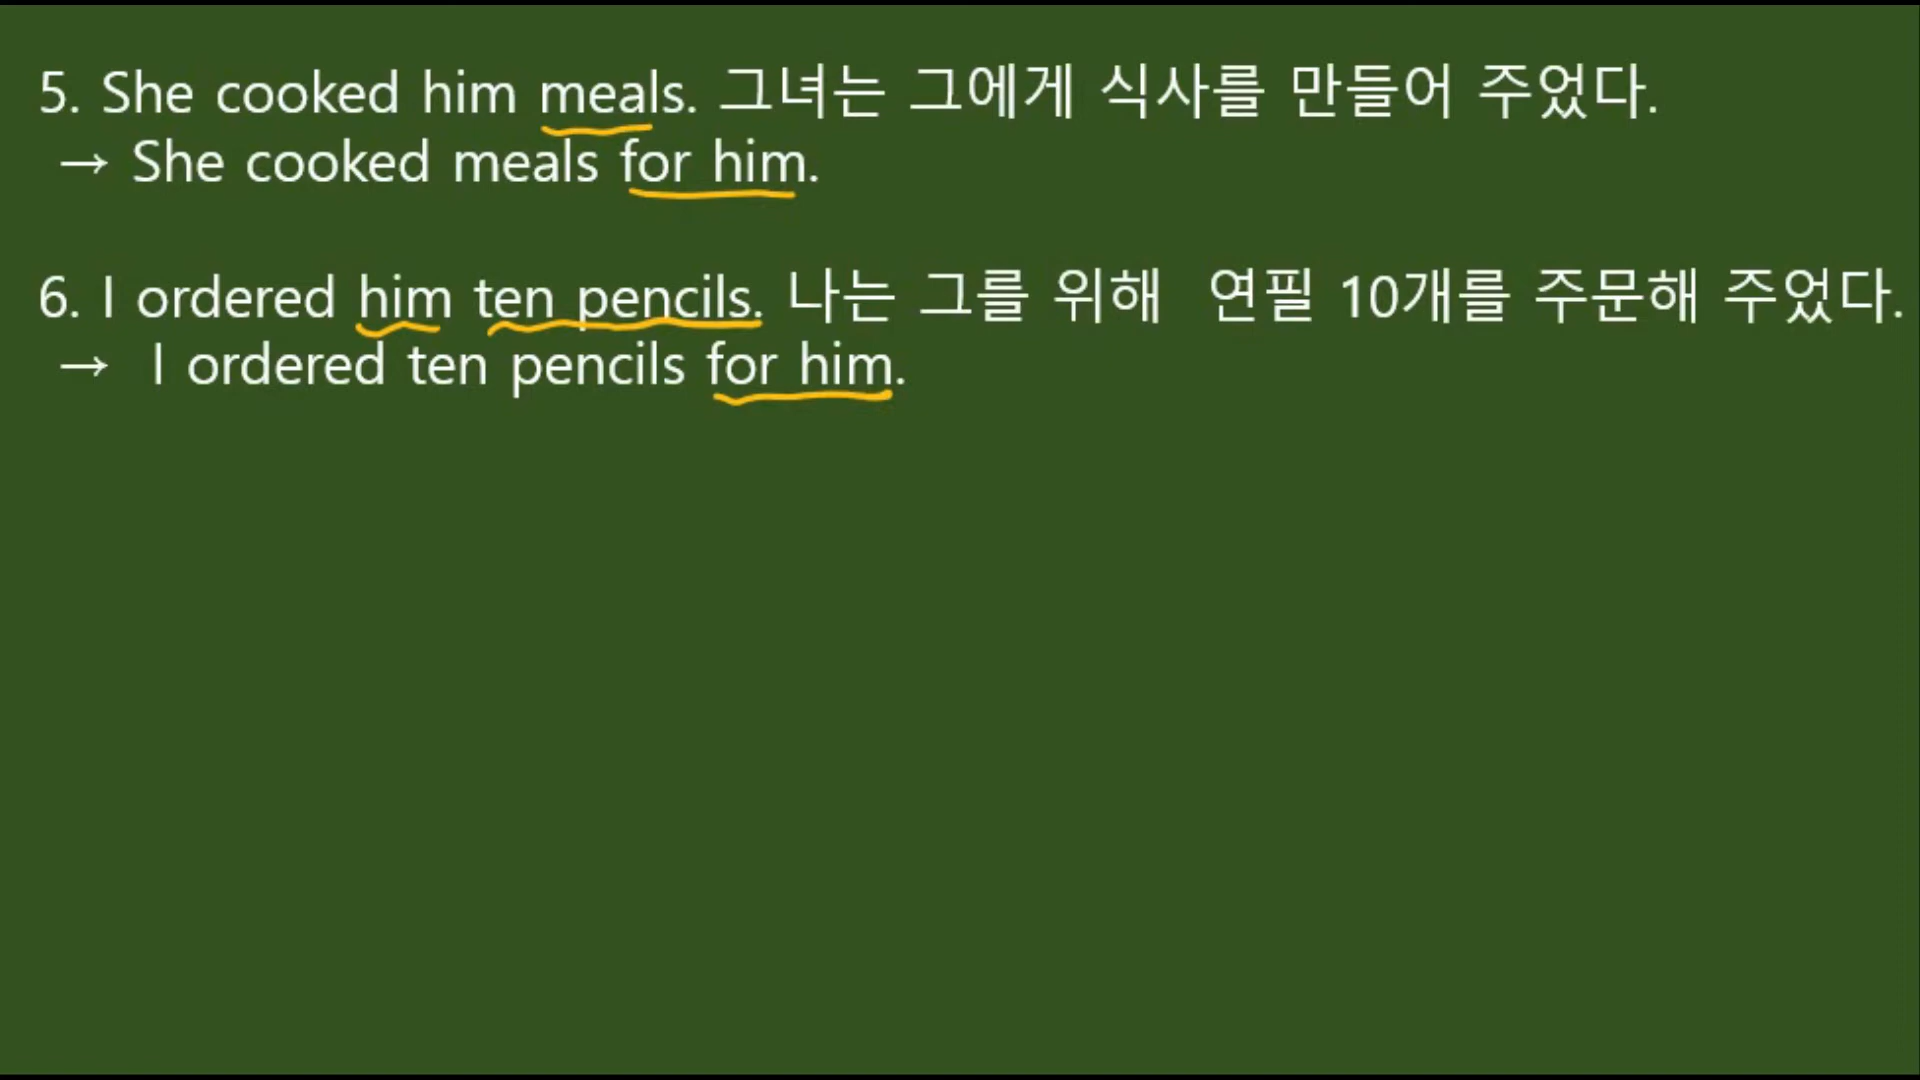 5. She cooked him meals. 그녀는 그에게 식사를 만들어 주었다.
→ She cooked meals for him.
6. I ordered him ten pencils. 나는 그를 위해 연필 10개를 주문해 주었다.
→ I ordered ten pencils for him.